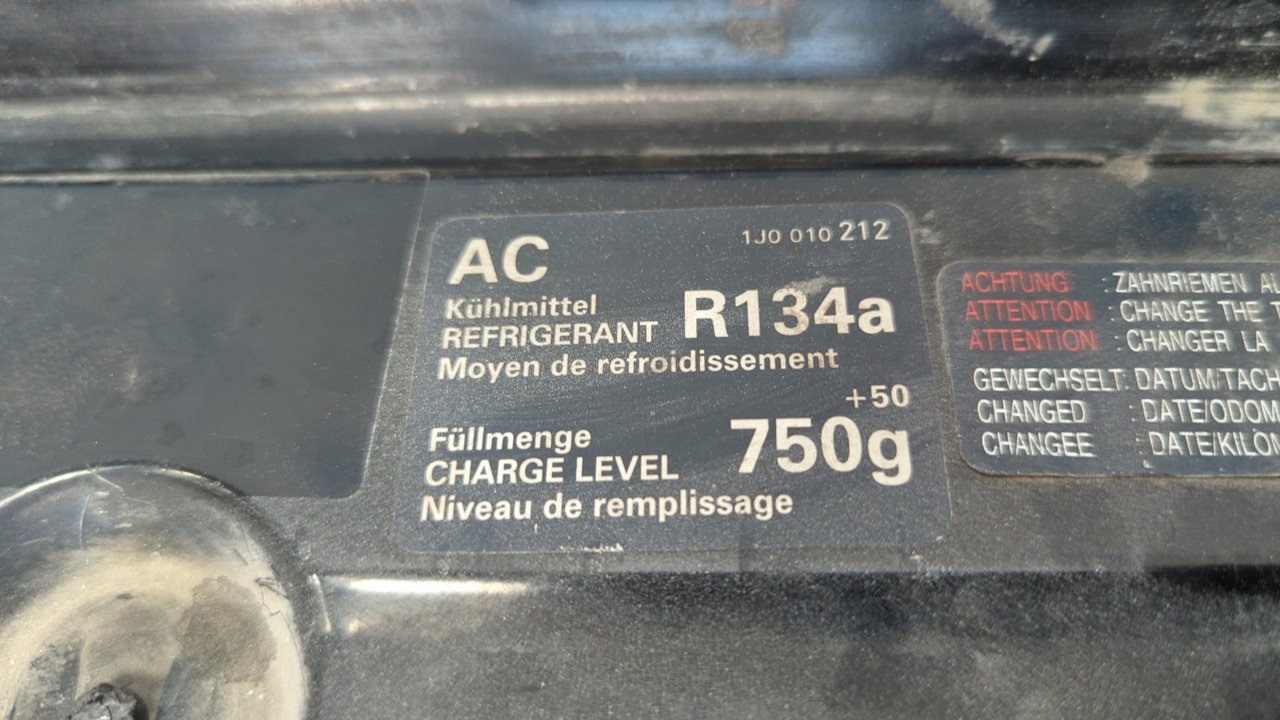 AC
1J0 010 212
Kühlmittel
REFRIGERANT
Moyen de refroidissement
R134a
+50
Füllmenge
CHARGE LEVEL
Niveau de remplissage
750g
ACHTUNG : ZAHNRIEMEN
ATTENTION : CHANGE THE
ATTENTION : CHANGER LA
GEWECHSELT:
CHANGED :
CHANGEE :